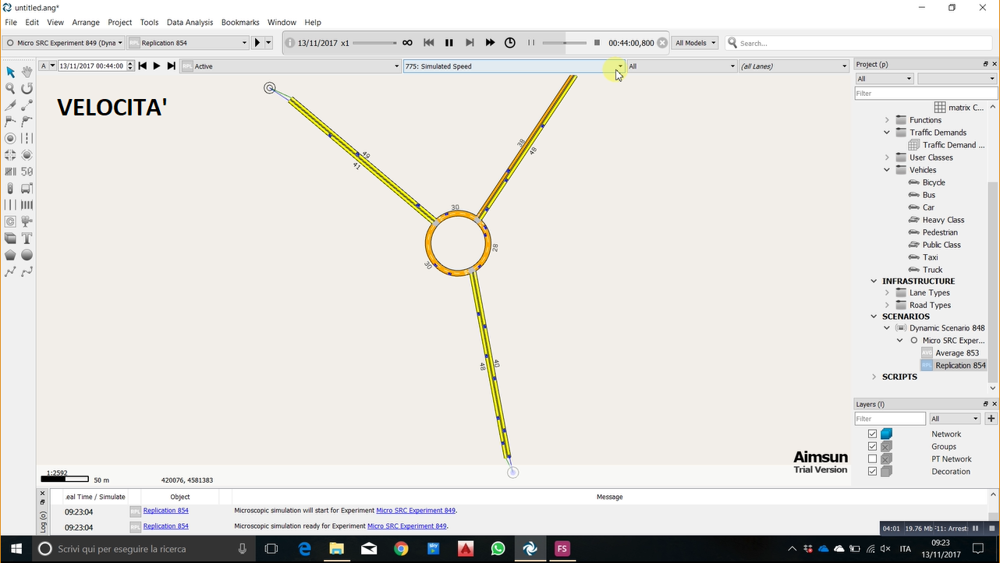 untitled.ang*
File Edit View Arrange Project Tools Data Analysis Bookmarks Window Help
Micro SRC Experiment 849 (Dyna
Replication 854
13/11/2017 x1
00:44:00,800
All Models
Search...
A
13/11/2017 00:44:00
RPL Active
775: Simulated Speed
All
(all Lanes)
VELOCITA'
49
41
38
48
30
28
30
40
48
1:2592
50 m
420076, 4581383
Aimsun
Trial Version
50
Project (p)
All
Filter
matrix C...
Functions
Traffic Demands
Traffic Demand ...
User Classes
Vehicles
Bicycle
Bus
Car
Heavy Class
Pedestrian
Public Class
Taxi
Truck
INFRASTRUCTURE
Lane Types
Road Types
SCENARIOS
Dynamic Scenario 848
Micro SRC Exper...
AVG Average 853
RPL Replication 854
SCRIPTS
Layers (l)
Filter
All
Network
Groups
PT Network
Decoration
Log (o)
.eal Time / Simulate Object Message
09:23:04 RPL Replication 854 Microscopic simulation will start for Experiment Micro SRC Experiment 849.
09:23:04 RPL Replication 854 Microscopic simulation ready for Experiment Micro SRC Experiment 849.
04:01 19.76 Mb F11: Arresti
Scrivi qui per eseguire la ricerca
sky
FS
ITA
09:23
13/11/2017